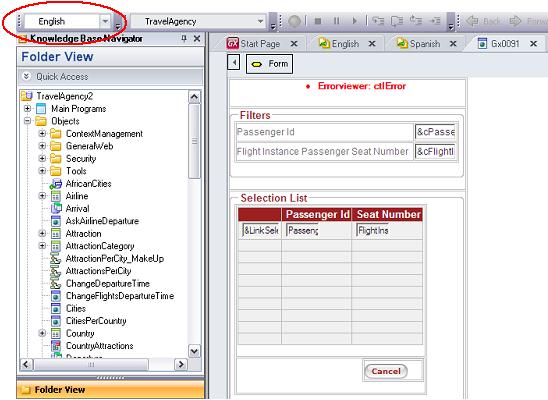 English
TravelAgency
Back
Knowledge Base Navigator
Start Page
English
Spanish
Gx0091
Folder View
Form
Quick Access
Errorviewer: ctlError
TravelAgency2
Main Programs
Filters
Objects
Passenger Id
&cPasse
ContextManagement
Flight Instance Passenger Seat Number
&cFlightI
GeneralWeb
Security
Tools
AfricanCities
Selection List
Airline
Passenger Id Seat Number
Arrival
&LinkSele
Passeng
FlightIns
AskAirlineDeparture
Attraction
AttractionCategory
AttractionPerCity_MakeUp
AttractionsPerCity
ChangeDepartureTime
ChangeFlightsDepartureTime
Cities
CitiesPerCountry
Country
CountryAttractions
Cancel
Folder View